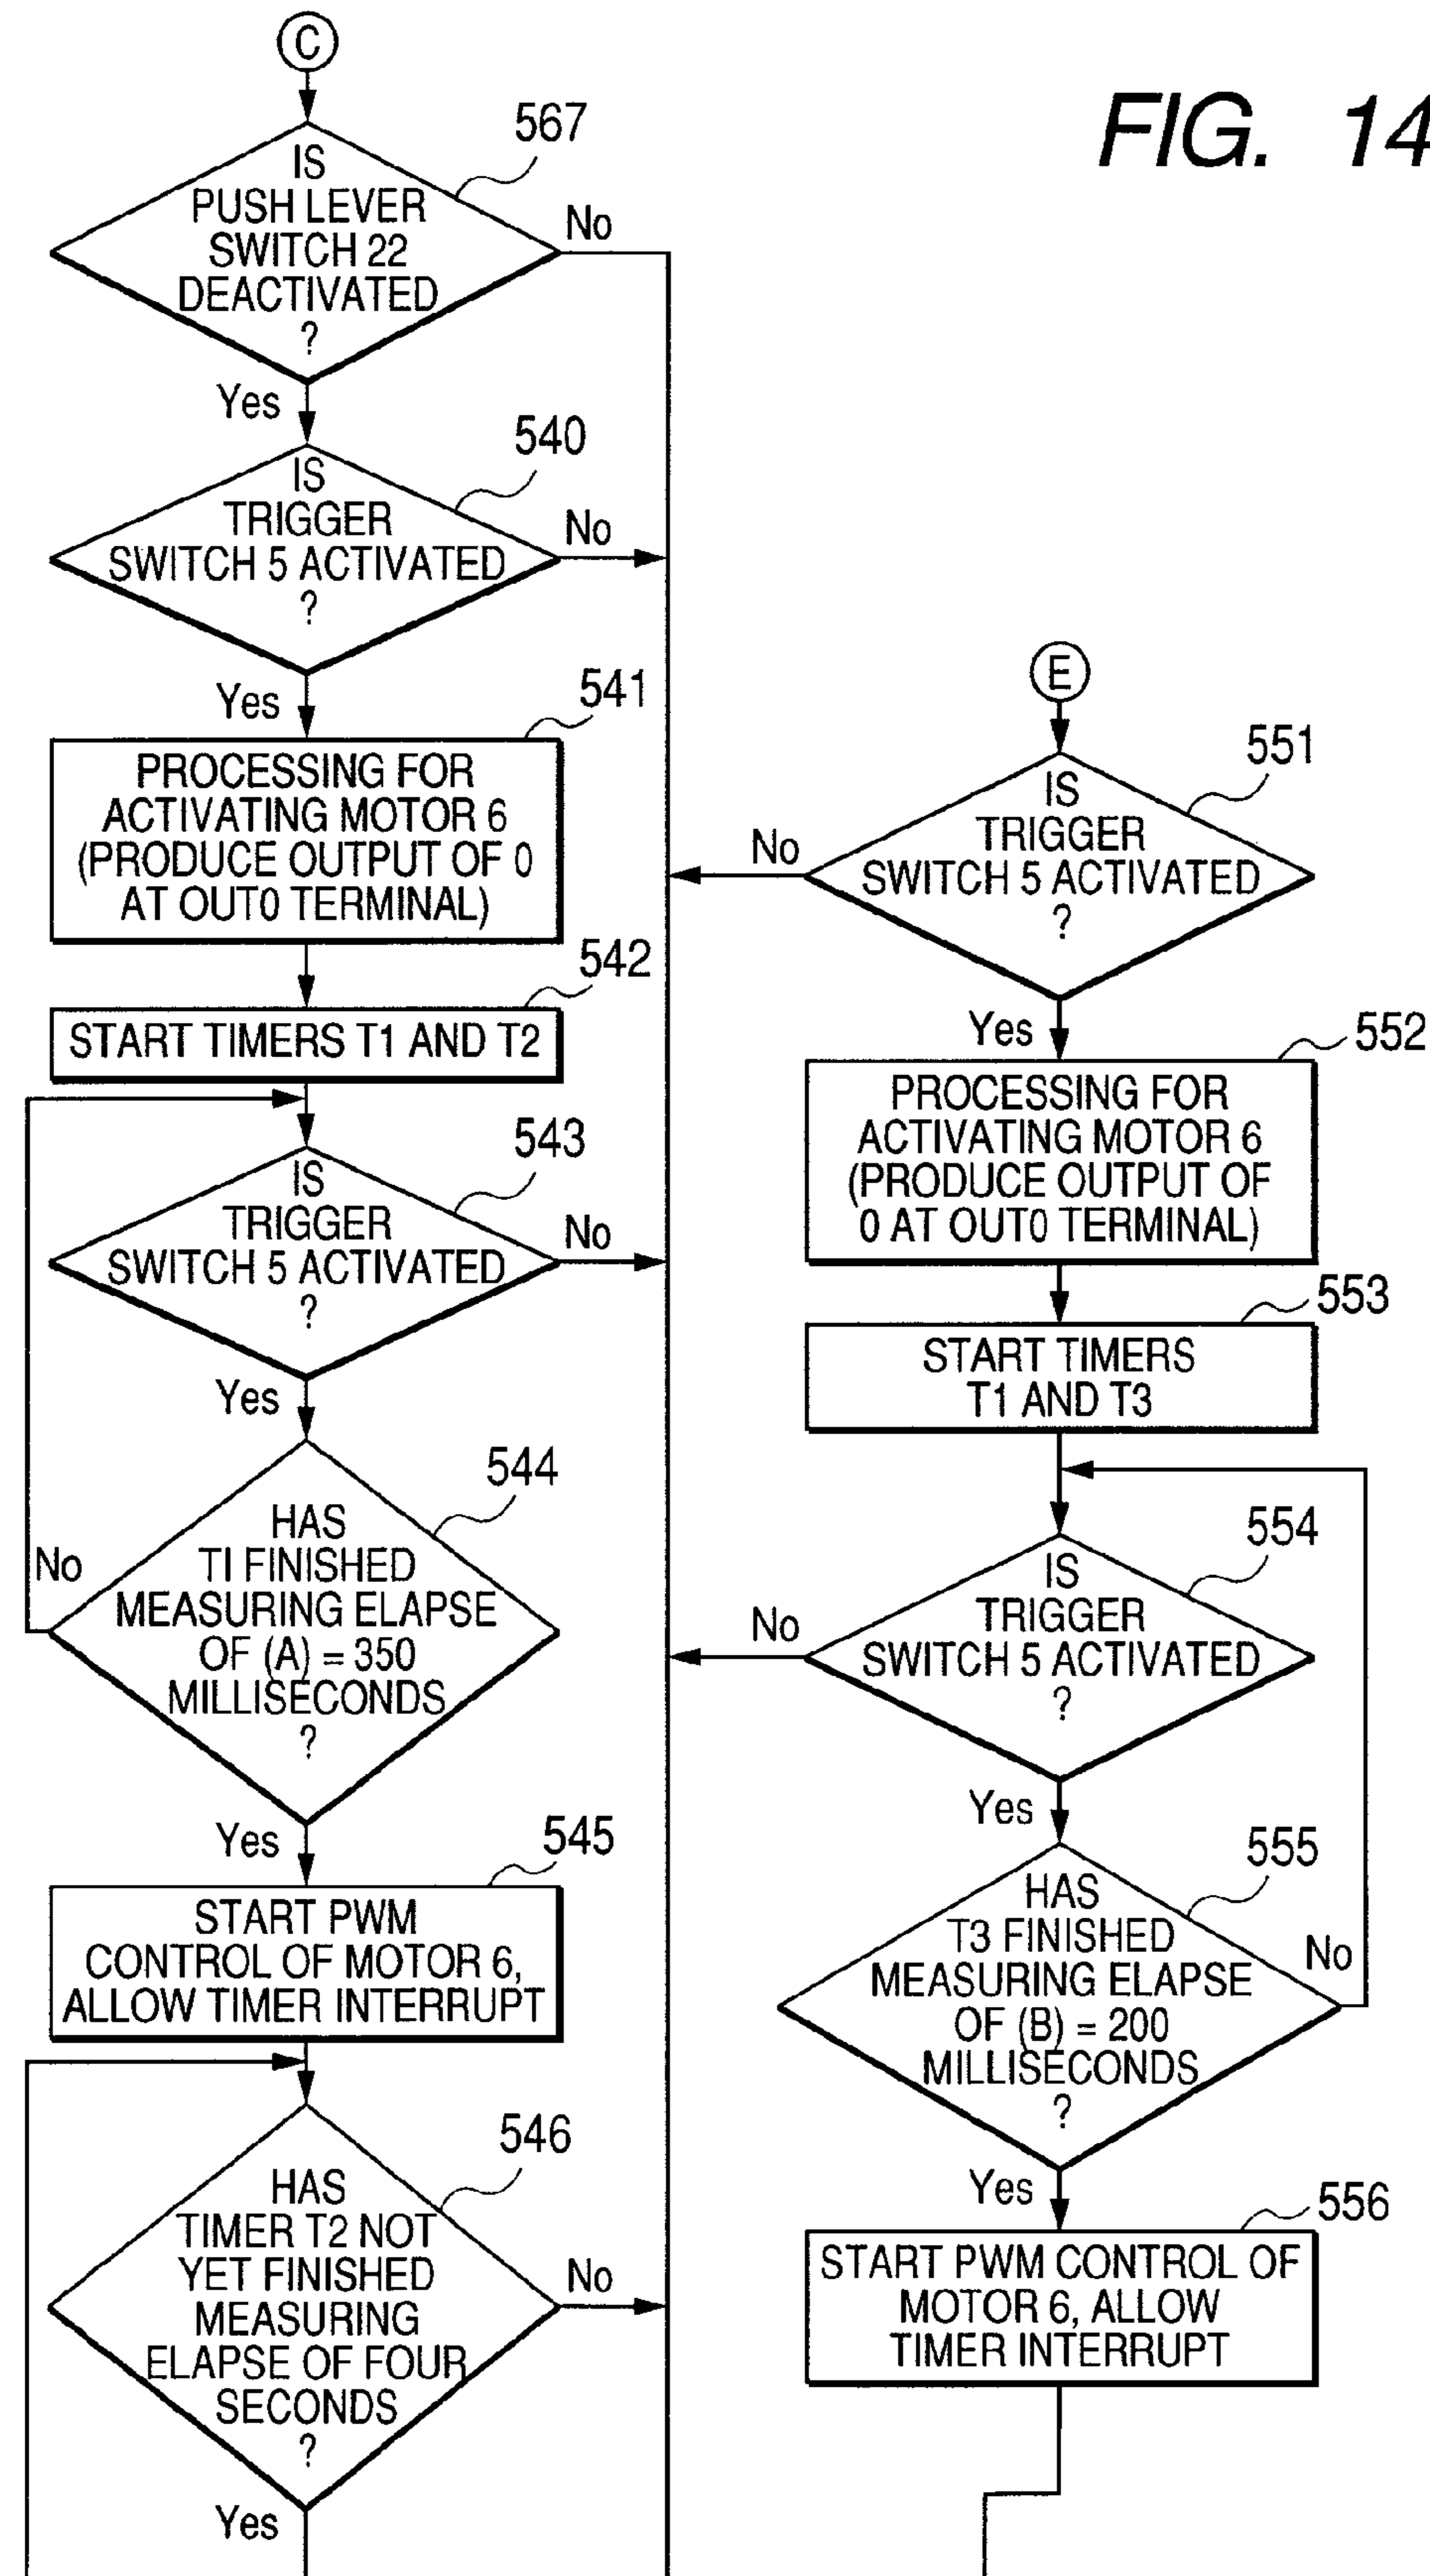 FIG. 14
C
567
IS
PUSH LEVER
SWITCH 22
DEACTIVATED
?
No
Yes
540
IS
TRIGGER
SWITCH 5 ACTIVATED
?
No
Yes
541
PROCESSING FOR
ACTIVATING MOTOR 6
(PRODUCE OUTPUT OF 0
AT OUT0 TERMINAL)
542
START TIMERS T1 AND T2
543
IS
TRIGGER
SWITCH 5 ACTIVATED
?
No
Yes
544
HAS
TI FINISHED
MEASURING ELAPSE
OF (A) = 350
MILLISECONDS
?
No
Yes
545
START PWM
CONTROL OF MOTOR 6,
ALLOW TIMER INTERRUPT
546
HAS
TIMER T2 NOT
YET FINISHED
MEASURING
ELAPSE OF FOUR
SECONDS
?
No
Yes
E
551
IS
TRIGGER
SWITCH 5 ACTIVATED
?
No
Yes
552
PROCESSING FOR
ACTIVATING MOTOR 6
(PRODUCE OUTPUT OF
0 AT OUT0 TERMINAL)
553
START TIMERS
T1 AND T3
554
IS
TRIGGER
SWITCH 5 ACTIVATED
?
No
Yes
555
HAS
T3 FINISHED
MEASURING ELAPSE
OF (B) = 200
MILLISECONDS
?
No
Yes
556
START PWM CONTROL OF
MOTOR 6, ALLOW
TIMER INTERRUPT